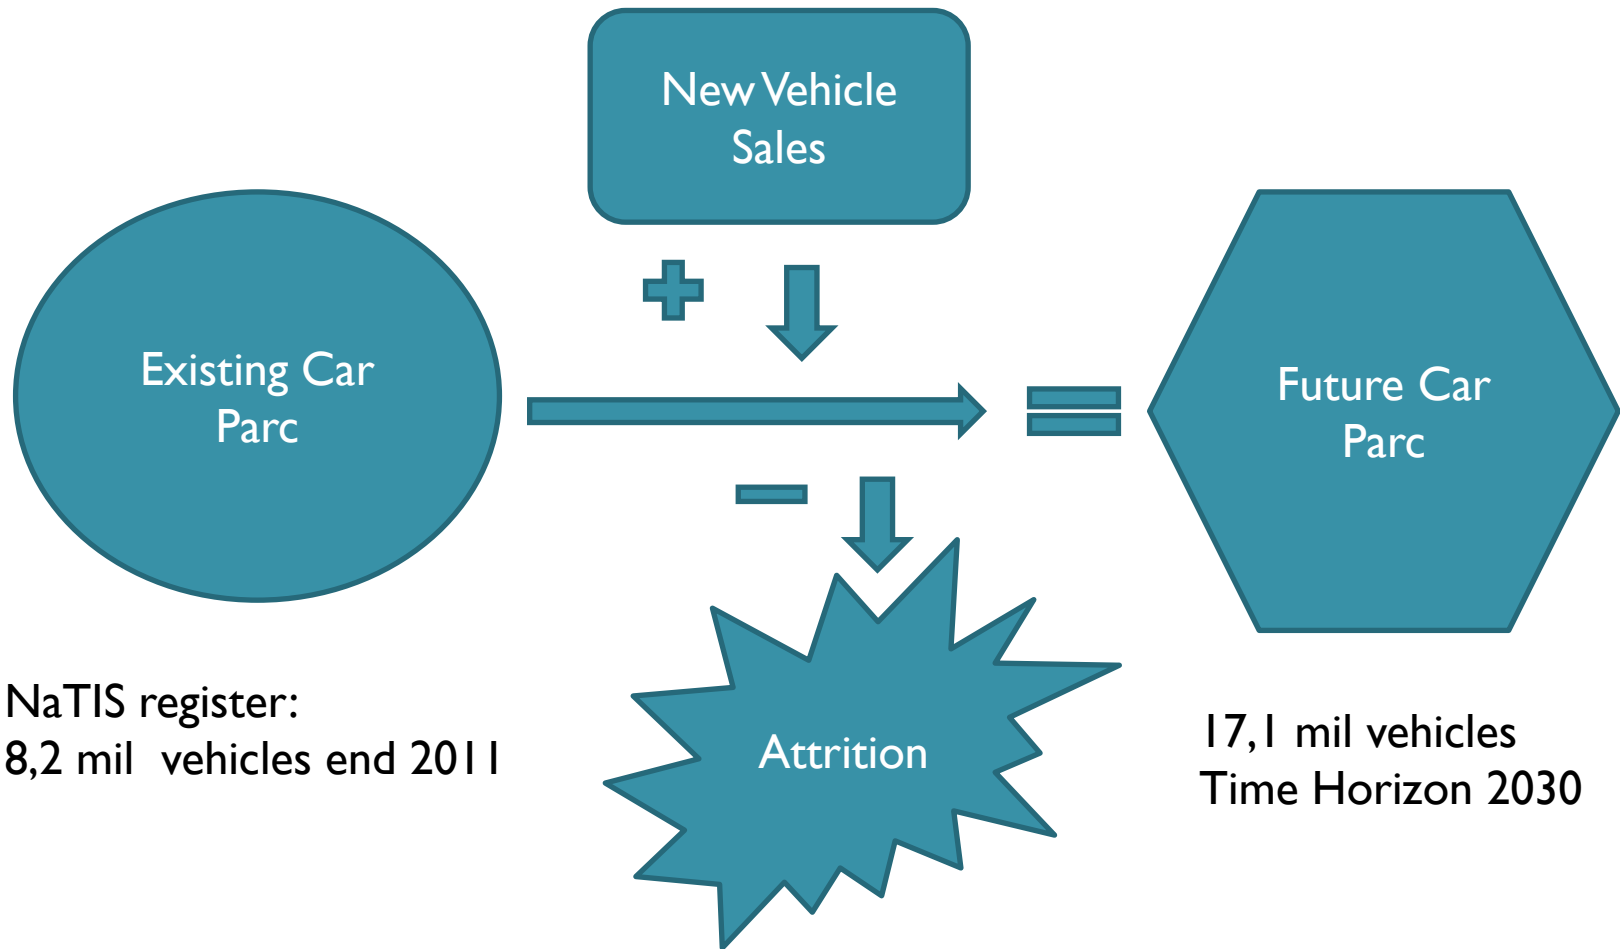 New Vehicle
Sales
Existing Car
Parc
Future Car
Parc
Attrition
NaTIS register:
8,2 mil  vehicles end 2011
17,1 mil vehicles
Time Horizon 2030